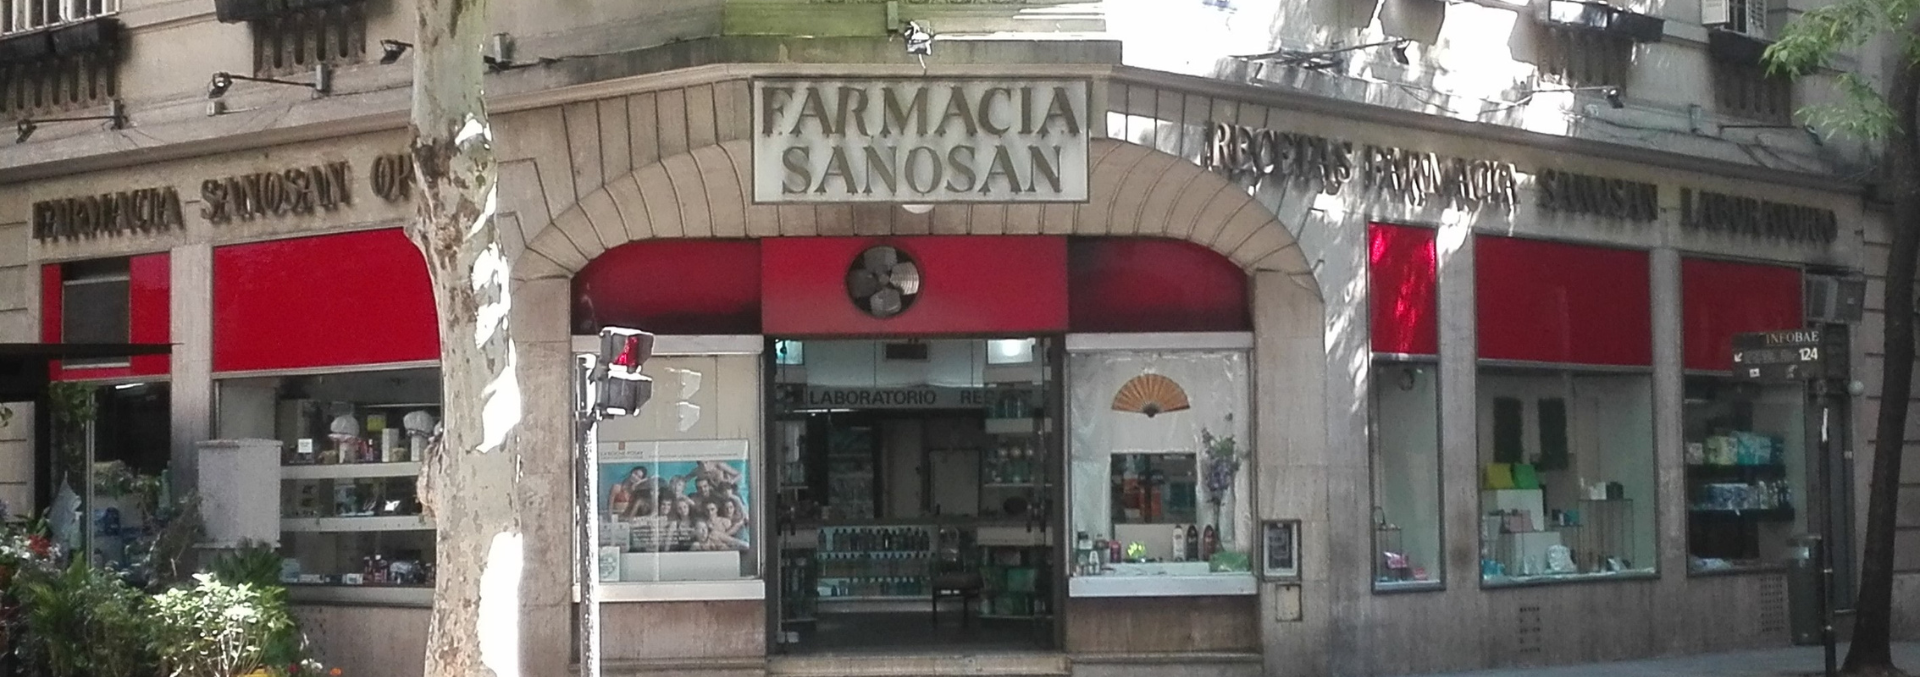 FARMACIA
SANOSAN
FARMACIA SANOSAN
RECETAS FARMACIA SANOSAN LABORATORIO
LABORATORIO
INFOBAE
124